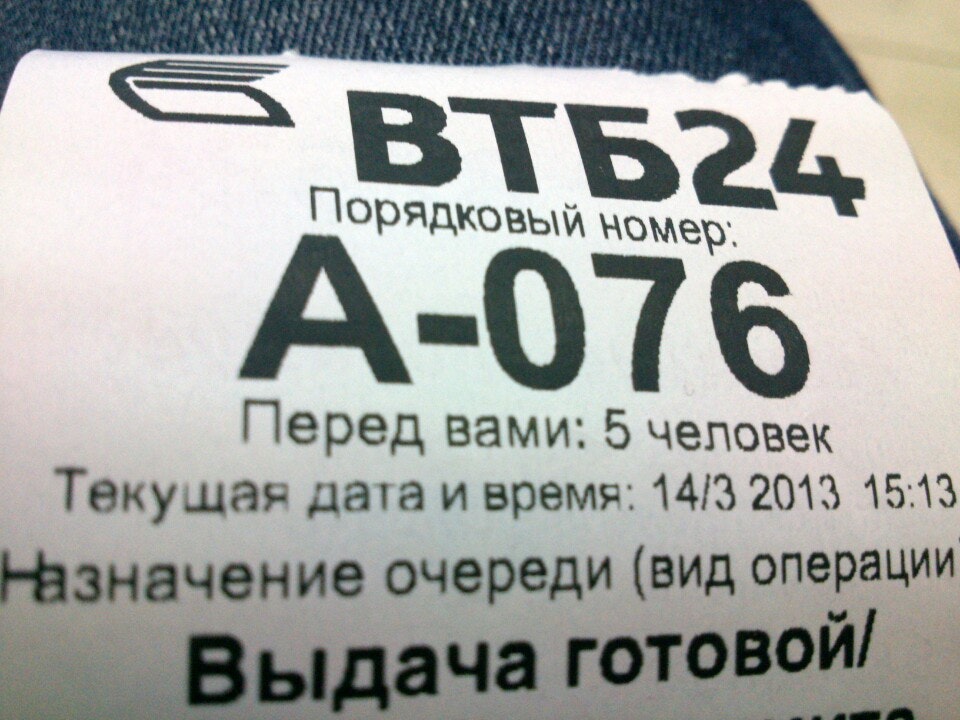 ВТБ24
Порядковый номер:
А-076
Перед вами: 5 человек
Текущая дата и время: 14/3 2013 15:13
Назначение очереди (вид операции)
Выдача готовой/